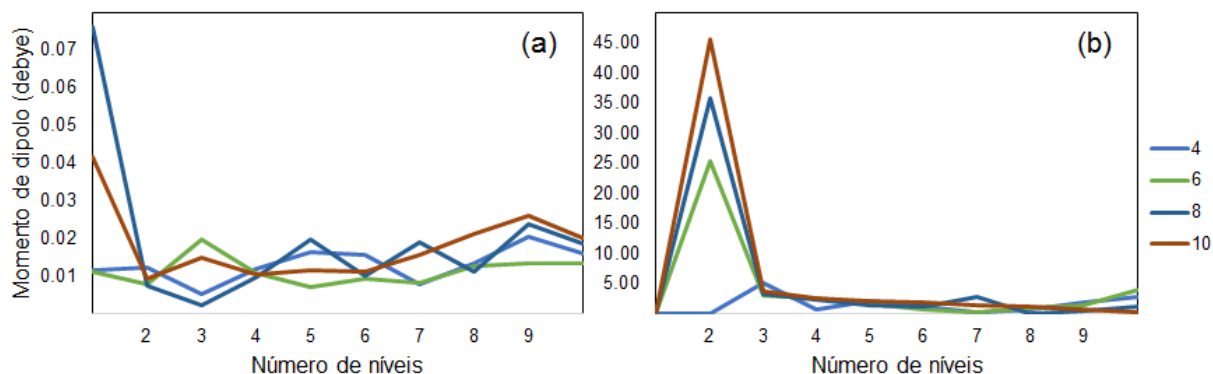 (a)
Momento de dipolo (debye)
0.07
0.06
0.05
0.04
0.03
0.02
0.01
2 3 4 5 6 7 8 9
Número de níveis
(b)
45.00
40.00
35.00
30.00
25.00
20.00
15.00
10.00
5.00
2 3 4 5 6 7 8 9
Número de níveis
4
6
8
10